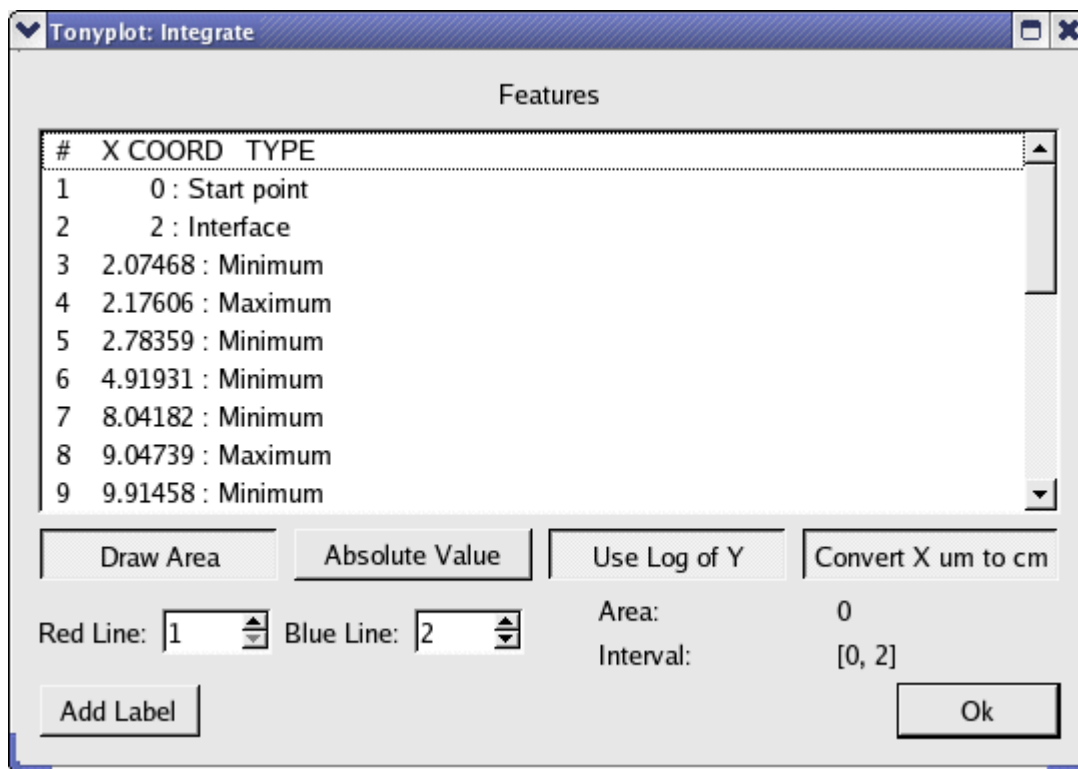 Tonyplot: Integrate
Features
# X COORD TYPE
1 0 : Start point
2 2 : Interface
3 2.07468 : Minimum
4 2.17606 : Maximum
5 2.78359 : Minimum
6 4.91931 : Minimum
7 8.04182 : Minimum
8 9.04739 : Maximum
9 9.91458 : Minimum
Draw Area Absolute Value Use Log of Y Convert X um to cm
Red Line: 1 Blue Line: 2
Area: 0
Interval: [0, 2]
Add Label Ok